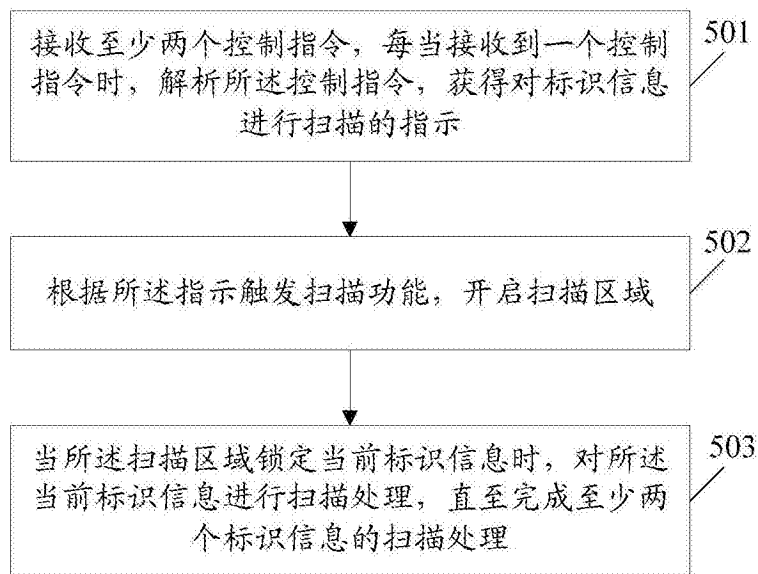 接收至少两个控制指令，每当接收到一个控制
指令时，解析所述控制指令，获得对标识信息
进行扫描的指示
501
根据所述指示触发扫描功能，开启扫描区域
502
当所述扫描区域锁定当前标识信息时，对所述
当前标识信息进行扫描处理，直至完成至少两
个标识信息的扫描处理
503